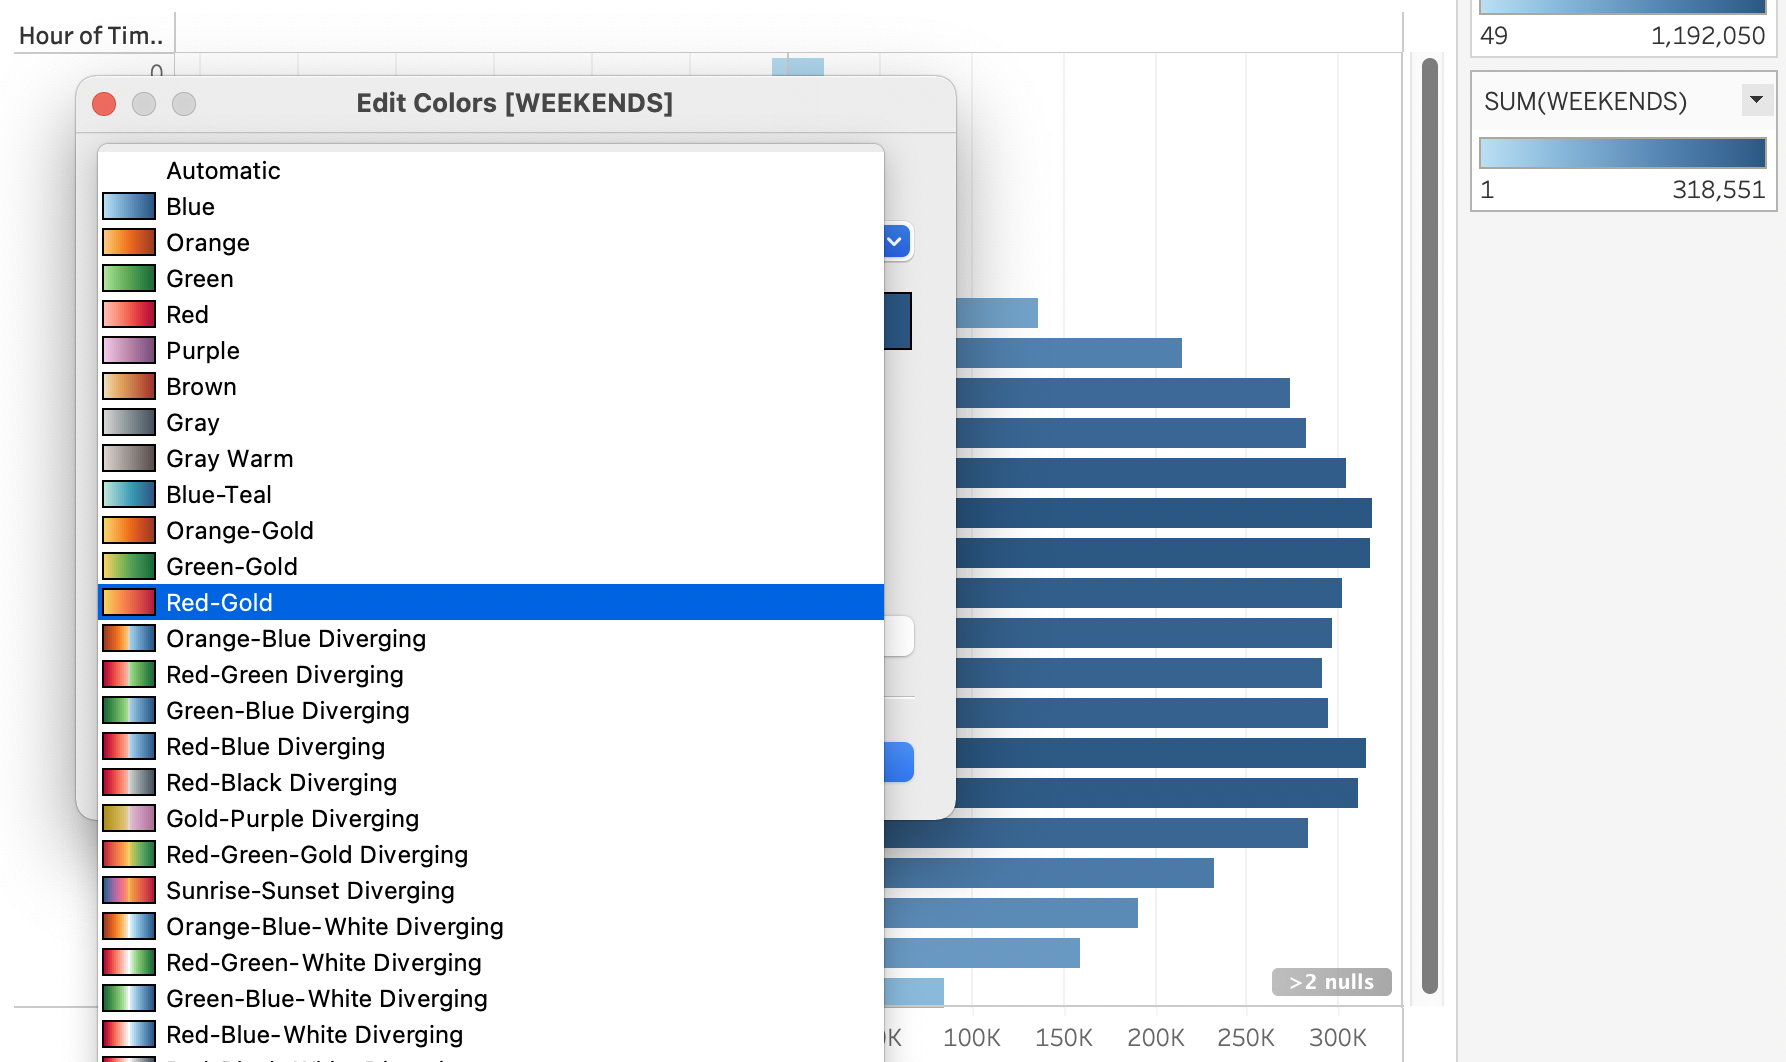 Hour of Tim..
0
49 1,192,050
SUM(WEEKENDS)
1 318,551
Edit Colors [WEEKENDS]
Automatic
Blue
Orange
Green
Red
Purple
Brown
Gray
Gray Warm
Blue-Teal
Orange-Gold
Green-Gold
Red-Gold
Orange-Blue Diverging
Red-Green Diverging
Green-Blue Diverging
Red-Blue Diverging
Red-Black Diverging
Gold-Purple Diverging
Red-Green-Gold Diverging
Sunrise-Sunset Diverging
Orange-Blue-White Diverging
Red-Green-White Diverging
Green-Blue-White Diverging
Red-Blue-White Diverging
>2 nulls
100K 150K 200K 250K 300K